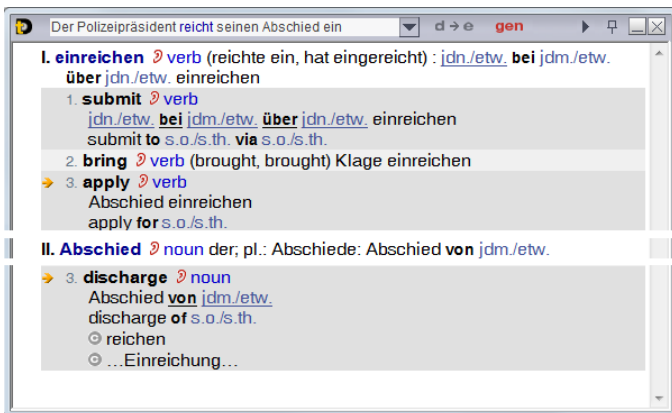 Der Polizeipräsident reicht seinen Abschied ein d→e gen
I. einreichen verb (reichte ein, hat eingereicht) : jdn./etw. bei jdm./etw.
über jdn./etw. einreichen
1. submit verb
jdn./etw. bei jdm./etw. über jdn./etw. einreichen
submit to s.o./s.th. via s.o./s.th.
2. bring verb (brought, brought) Klage einreichen
3. apply verb
Abschied einreichen
apply for s.o./s.th.
II. Abschied noun der; pl.: Abschiede: Abschied von jdm./etw.
3. discharge noun
Abschied von jdm./etw.
discharge of s.o./s.th.
© reichen
© …Einreichung…